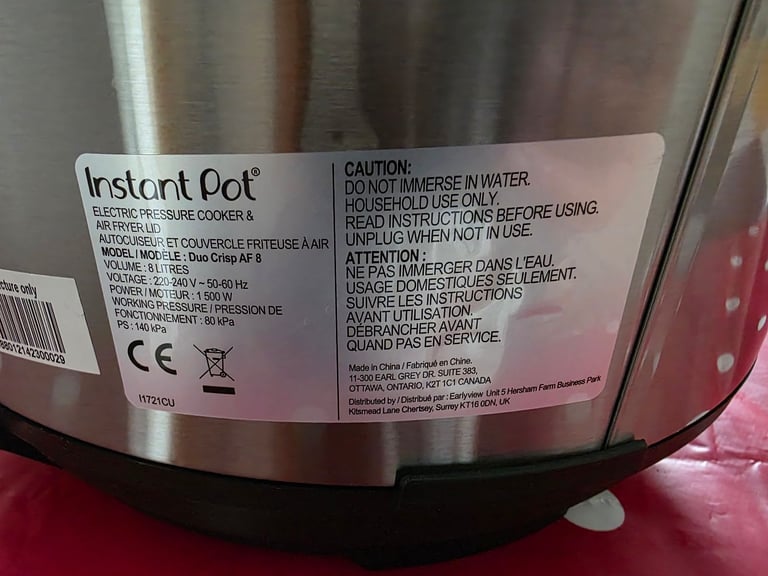 Instant Pot®
ELECTRIC PRESSURE COOKER &
AIR FRYER LID
AUTOCUISEUR ET COUVERCLE FRITEUSE À AIR
MODEL / MODÈLE : Duo Crisp AF 8
VOLUME : 8 LITRES
VOLTAGE : 220-240 V ~ 50-60 Hz
POWER / MOTEUR : 1 500 W
WORKING PRESSURE / PRESSION DE
FONCTIONNEMENT : 80 kPa
PS : 140 kPa
CE
I1721CU
CAUTION:
DO NOT IMMERSE IN WATER.
HOUSEHOLD USE ONLY.
READ INSTRUCTIONS BEFORE USING.
UNPLUG WHEN NOT IN USE.
ATTENTION :
NE PAS IMMERGER DANS L'EAU.
USAGE DOMESTIQUES SEULEMENT.
SUIVRE LES INSTRUCTIONS
AVANT UTILISATION.
DÉBRANCHER AVANT
QUAND PAS EN SERVICE.
Made in China / Fabriqué en Chine.
11-300 EARL GREY DR. SUITE 383,
OTTAWA, ONTARIO, K2T 1C1 CANADA
Distributed by / Distribué par : Earlyview Unit 5 Hersham Farm Business Park
Kitsmead Lane Chertsey, Surrey KT16 0DN, UK
only
88012142300029